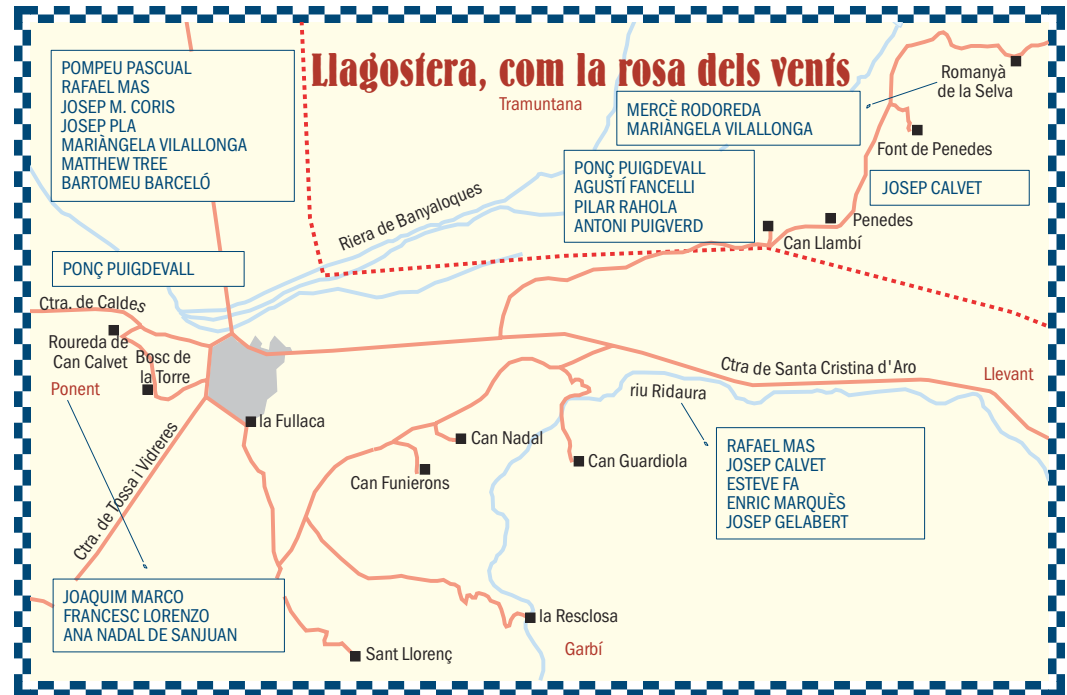 Llagostera, com la rosa dels vents
Tramuntana
POMPEU PASCUAL
RAFAEL MAS
JOSEP M. CORIS
JOSEP PLA
MARIÀNGELA VILALLONGA
MATTHEW TREE
BARTOMEU BARCELÓ
MERCÈ RODOREDA
MARIÀNGELA VILALLONGA
Romanyà
de la Selva
Font de Penedes
PONÇ PUIGDEVALL
AGUSTÍ FANCELLI
PILAR RAHOLA
ANTONI PUIGVERD
JOSEP CALVET
Penedes
Can Llambí
Riera de Banyaloques
PONÇ PUIGDEVALL
Ctra. de Caldes
Roureda de
Can Calvet
Bosc de
la Torre
Ponent
la Fullaca
Ctra de Santa Cristina d'Aro
Llevant
riu Ridaura
Can Nadal
Can Guardiola
Can Funierons
Ctra. de Tossa i Vidreres
RAFAEL MAS
JOSEP CALVET
ESTEVE FA
ENRIC MARQUÈS
JOSEP GELABERT
JOAQUIM MARCO
FRANCESC LORENZO
ANA NADAL DE SANJUAN
la Resclosa
Garbí
Sant Llorenç